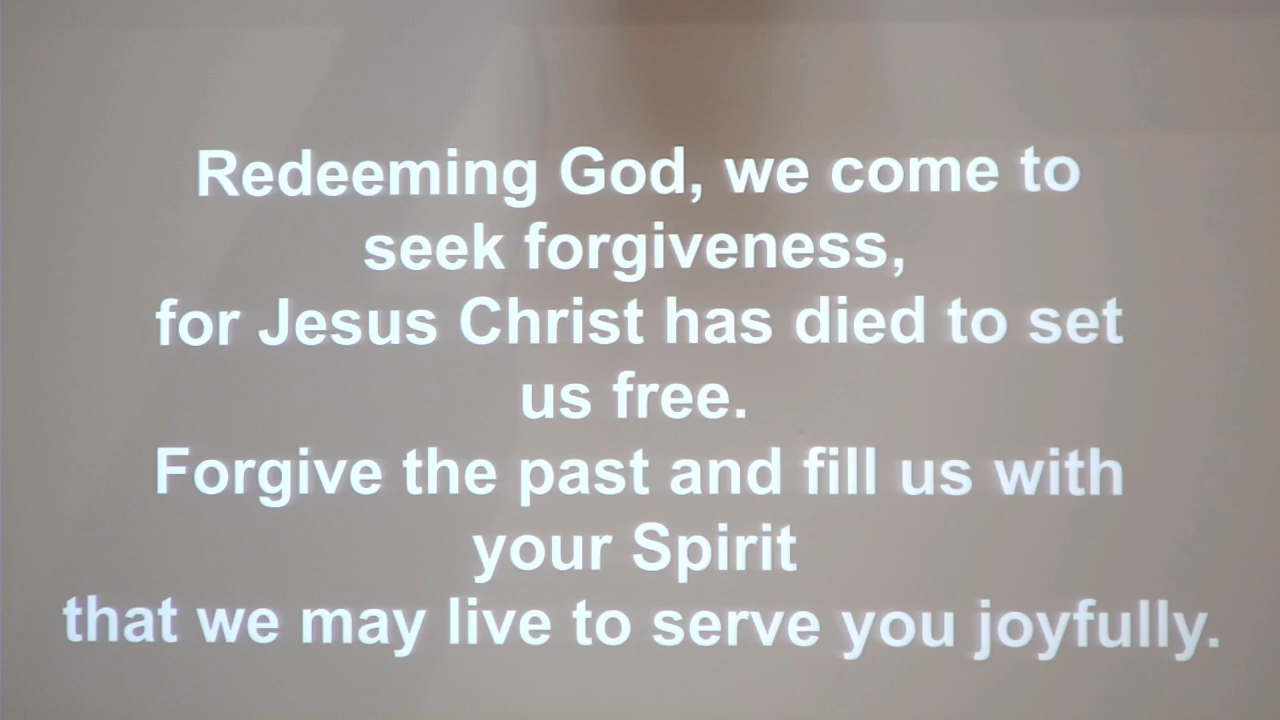 Redeeming God, we come to
seek forgiveness,
for Jesus Christ has died to set
us free.
Forgive the past and fill us with
your Spirit
that we may live to serve you joyfully.